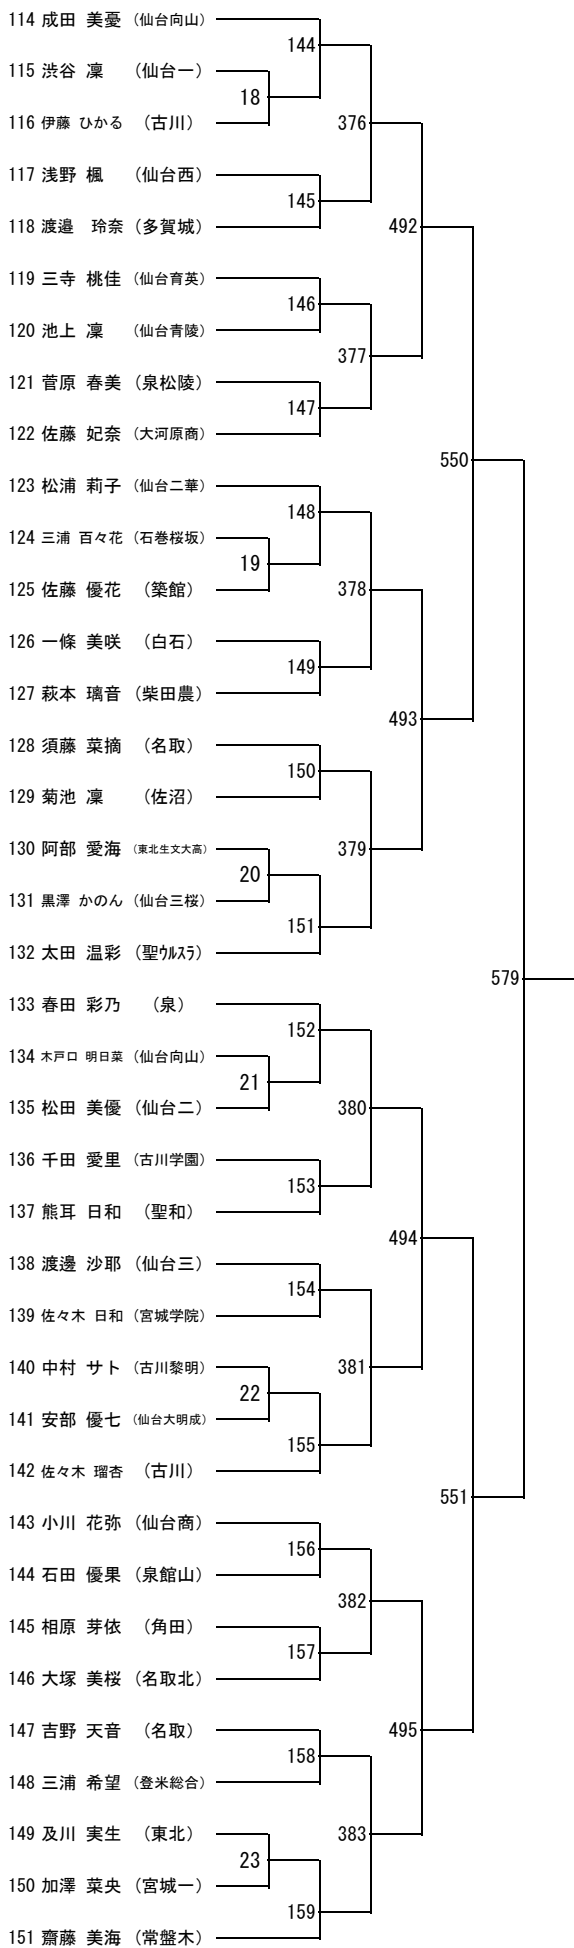 114 成田 美憂 (仙台向山)
144
115 渋谷 凜 (仙台一)
18
116 伊藤 ひかる (古川)
376
117 浅野 楓 (仙台西)
145
118 渡邉 玲奈 (多賀城)
492
119 三寺 桃佳 (仙台育英)
146
120 池上 凜 (仙台青陵)
377
121 菅原 春美 (泉松陵)
147
122 佐藤 妃奈 (大河原商)
550
123 松浦 莉子 (仙台二華)
148
124 三浦 百々花 (石巻桜坂)
19
125 佐藤 優花 (築館)
378
126 一條 美咲 (白石)
149
127 萩本 璃音 (柴田農)
493
128 須藤 菜摘 (名取)
150
129 菊池 凜 (佐沼)
130 阿部 愛海 (東北生文大高)
379
20
131 黒澤 かのん (仙台三桜)
151
132 太田 温彩 (聖ウルスラ)
579
133 春田 彩乃 (泉)
152
134 木戸口 明日菜 (仙台向山)
21
135 松田 美優 (仙台二)
380
136 千田 愛里 (古川学園)
153
137 熊耳 日和 (聖和)
494
138 渡邊 沙耶 (仙台三)
154
139 佐々木 日和 (宮城学院)
140 中村 サト (古川黎明)
381
22
141 安部 優七 (仙台大明成)
155
142 佐々木 瑠杏 (古川)
551
143 小川 花弥 (仙台商)
156
144 石田 優果 (泉館山)
382
145 相原 芽依 (角田)
157
146 大塚 美桜 (名取北)
147 吉野 天音 (名取)
495
158
148 三浦 希望 (登米総合)
149 及川 実生 (東北)
383
23
150 加澤 菜央 (宮城一)
159
151 齋藤 美海 (常盤木)